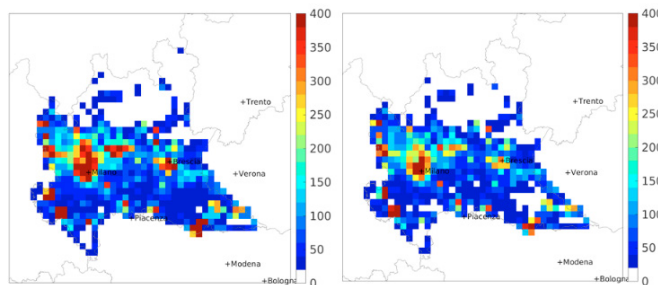 400
350
300
250
200
150
100
50
0
+Trento
+Brescia
+Milano
+Verona
+Piacenza
+Modena
+Bologna
400
350
300
250
200
150
100
50
0
+Trento
+Brescia
+Milano
+Verona
+Piacenza
+Modena
+Bologn